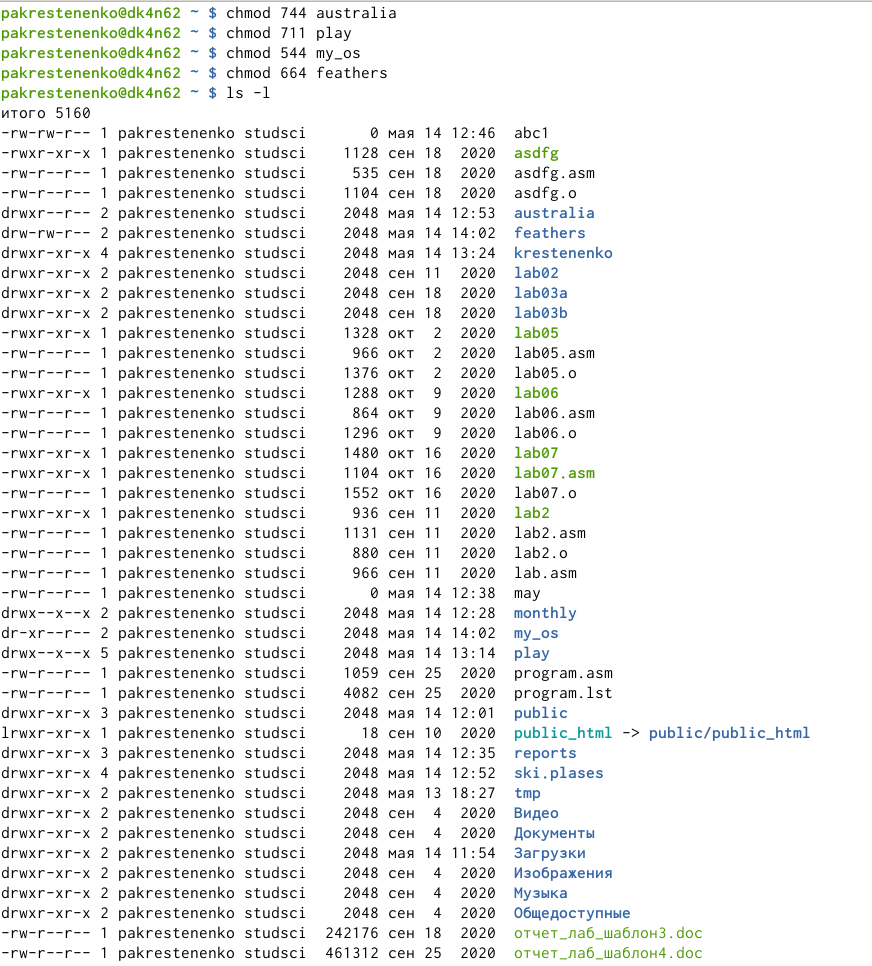 pakrestenenko@dk4n62 ~ $ chmod 744 australia
pakrestenenko@dk4n62 ~ $ chmod 711 play
pakrestenenko@dk4n62 ~ $ chmod 544 my_os
pakrestenenko@dk4n62 ~ $ chmod 664 feathers
pakrestenenko@dk4n62 ~ $ ls -l
итого 5160
-rw-rw-r-- 1 pakrestenenko studsci       0 мая 14 12:46  abc1
-rwxr-xr-x 1 pakrestenenko studsci    1128 сен 18  2020  asdfg
-rw-r--r-- 1 pakrestenenko studsci     535 сен 18  2020  asdfg.asm
-rw-r--r-- 1 pakrestenenko studsci    1104 сен 18  2020  asdfg.o
drwxr--r-- 2 pakrestenenko studsci    2048 мая 14 12:53  australia
drw-rw-r-- 2 pakrestenenko studsci    2048 мая 14 14:02  feathers
drwxr-xr-x 4 pakrestenenko studsci    2048 мая 14 13:24  krestenenko
drwxr-xr-x 2 pakrestenenko studsci    2048 сен 11  2020  lab02
drwxr-xr-x 2 pakrestenenko studsci    2048 сен 18  2020  lab03a
drwxr-xr-x 2 pakrestenenko studsci    2048 сен 18  2020  lab03b
-rwxr-xr-x 1 pakrestenenko studsci    1328 окт  2  2020  lab05
-rw-r--r-- 1 pakrestenenko studsci     966 окт  2  2020  lab05.asm
-rw-r--r-- 1 pakrestenenko studsci    1376 окт  2  2020  lab05.o
-rwxr-xr-x 1 pakrestenenko studsci    1288 окт  9  2020  lab06
-rw-r--r-- 1 pakrestenenko studsci     864 окт  9  2020  lab06.asm
-rw-r--r-- 1 pakrestenenko studsci    1296 окт  9  2020  lab06.o
-rwxr-xr-x 1 pakrestenenko studsci    1480 окт 16  2020  lab07
-rwxr-xr-x 1 pakrestenenko studsci    1104 окт 16  2020  lab07.asm
-rw-r--r-- 1 pakrestenenko studsci    1552 окт 16  2020  lab07.o
-rwxr-xr-x 1 pakrestenenko studsci     936 сен 11  2020  lab2
-rw-r--r-- 1 pakrestenenko studsci    1131 сен 11  2020  lab2.asm
-rw-r--r-- 1 pakrestenenko studsci     880 сен 11  2020  lab2.o
-rw-r--r-- 1 pakrestenenko studsci     966 сен 11  2020  lab.asm
-rw-r--r-- 1 pakrestenenko studsci       0 мая 14 12:38  may
drwx--x--x 2 pakrestenenko studsci    2048 мая 14 12:28  monthly
dr-xr--r-- 2 pakrestenenko studsci    2048 мая 14 14:02  my_os
drwx--x--x 5 pakrestenenko studsci    2048 мая 14 13:14  play
-rw-r--r-- 1 pakrestenenko studsci    1059 сен 25  2020  program.asm
-rw-r--r-- 1 pakrestenenko studsci    4082 сен 25  2020  program.lst
drwxr-xr-x 3 pakrestenenko studsci    2048 мая 14 12:01  public
lrwxr-xr-x 1 pakrestenenko studsci      18 сен 10  2020  public_html -> public/public_html
drwxr-xr-x 3 pakrestenenko studsci    2048 мая 14 12:35  reports
drwxr-xr-x 4 pakrestenenko studsci    2048 мая 14 12:52  ski.plases
drwxr-xr-x 2 pakrestenenko studsci    2048 мая 13 18:27  tmp
drwxr-xr-x 2 pakrestenenko studsci    2048 сен  4  2020  Видео
drwxr-xr-x 2 pakrestenenko studsci    2048 сен  4  2020  Документы
drwxr-xr-x 2 pakrestenenko studsci    2048 мая 14 11:54  Загрузки
drwxr-xr-x 2 pakrestenenko studsci    2048 сен  4  2020  Изображения
drwxr-xr-x 2 pakrestenenko studsci    2048 сен  4  2020  Музыка
drwxr-xr-x 2 pakrestenenko studsci    2048 сен  4  2020  Общедоступные
-rw-r--r-- 1 pakrestenenko studsci  242176 сен 18  2020  отчет_лаб_шаблон3.doc
-rw-r--r-- 1 pakrestenenko studsci  461312 сен 25  2020  отчет_лаб_шаблон4.doc